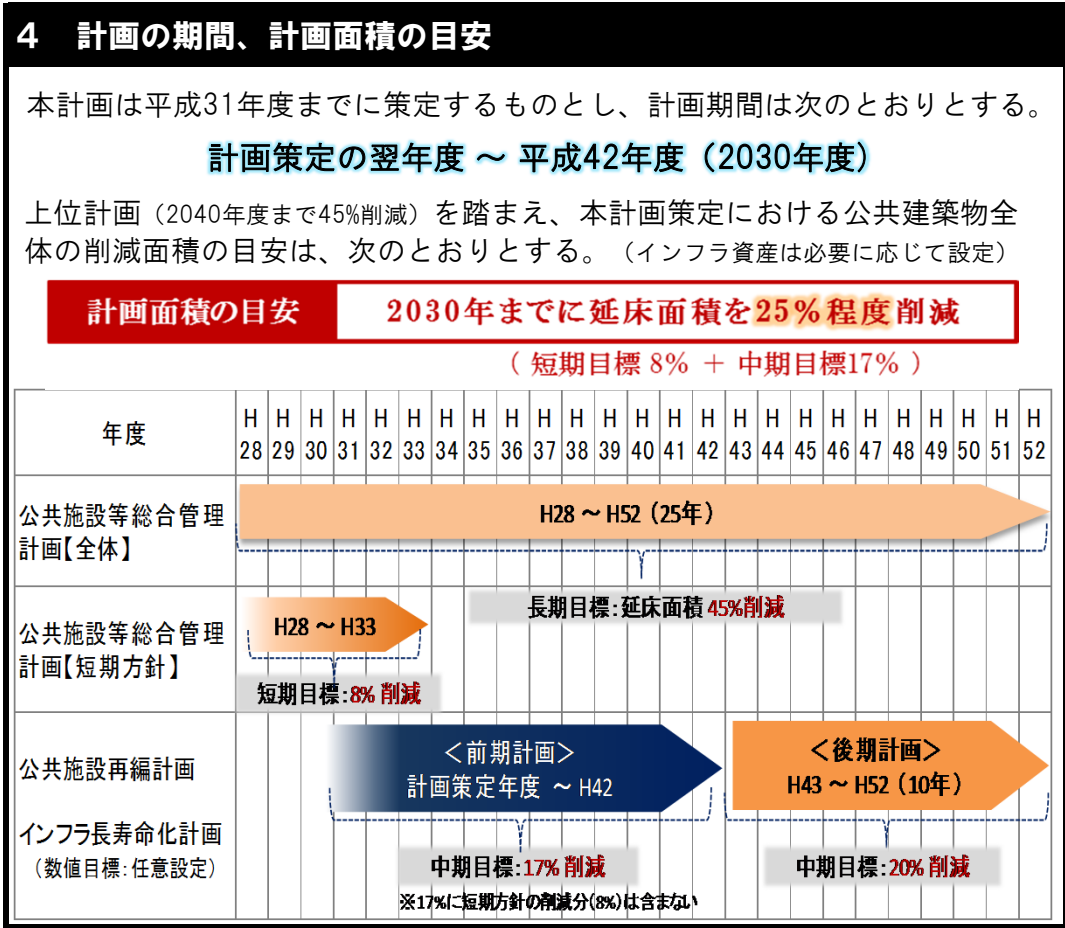 4 計画の期間、計画面積の目安
本計画は平成31年度までに策定するものとし、計画期間は次のとおりとする。
計画策定の翌年度 ～ 平成42年度（2030年度）
上位計画（2040年度まで45%削減）を踏まえ、本計画策定における公共建築物全
体の削減面積の目安は、次のとおりとする。（インフラ資産は必要に応じて設定）
計画面積の目安 2030年までに延床面積を25%程度削減
（ 短期目標 8% ＋ 中期目標17% ）
年度
H H H H H H H H H H H H H H H H H H H H H H H H H
28 29 30 31 32 33 34 35 36 37 38 39 40 41 42 43 44 45 46 47 48 49 50 51 52
公共施設等総合管理
計画【全体】
H28 ～ H52（25年）
長期目標：延床面積 45%削減
公共施設等総合管理
計画【短期方針】
H28 ～ H33
短期目標：8% 削減
公共施設再編計画
インフラ長寿命化計画
（数値目標：任意設定）
＜前期計画＞
計画策定年度 ～ H42
中期目標：17% 削減
※17%に短期方針の削減分(8%)は含まない
＜後期計画＞
H43 ～ H52（10年）
中期目標：20% 削減